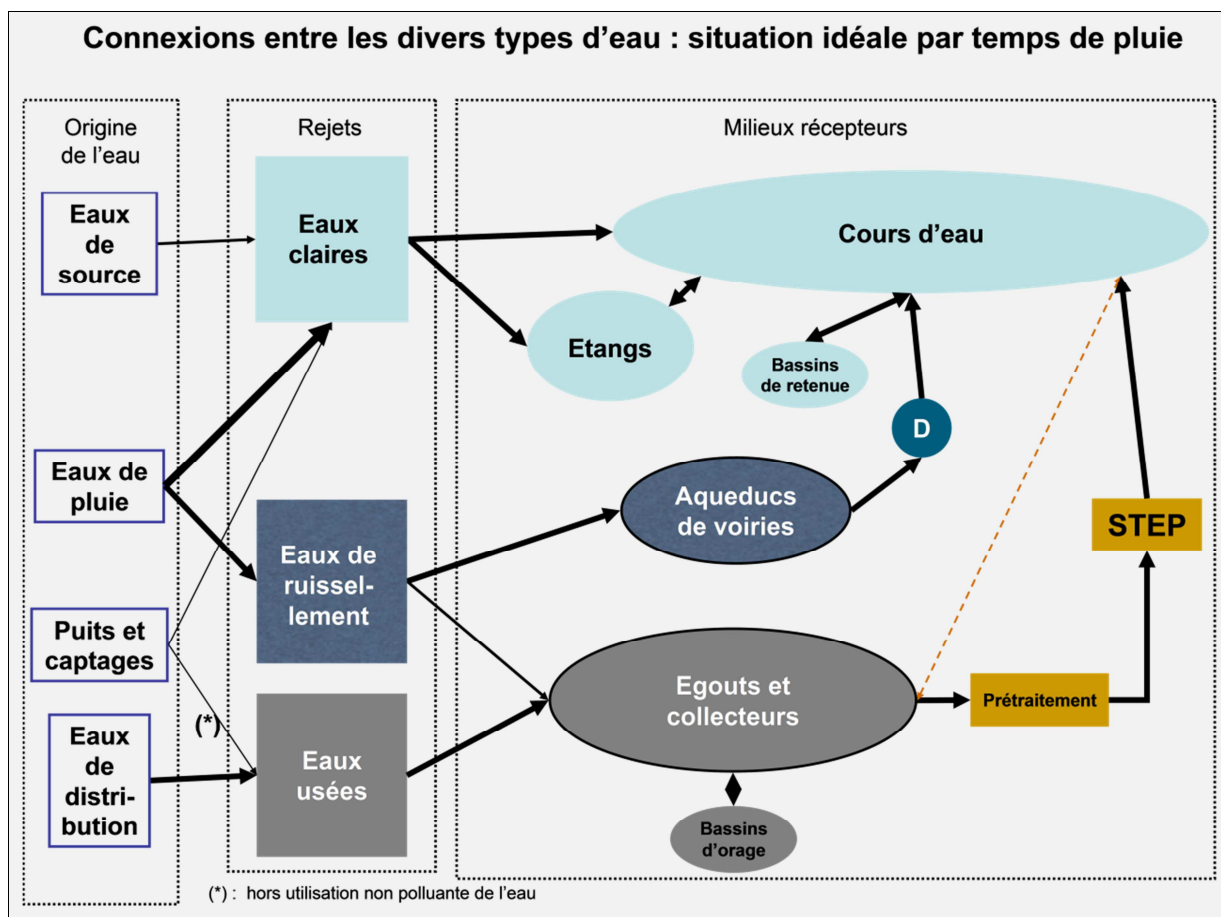 Connexions entre les divers types d’eau : situation idéale par temps de pluie
Origine
de l’eau
Rejets
Milieux récepteurs
Eaux
de
source
Eaux
claires
Cours d’eau
Etangs
Bassins
de retenue
D
Eaux de
pluie
Aqueducs
de voiries
STEP
Eaux de
ruissel-
lement
Puits et
captages
Egouts et
collecteurs
Prétraitement
(*)
Eaux
de
distri-
bution
Eaux
usées
Bassins
d’orage
(*) : hors utilisation non polluante de l’eau